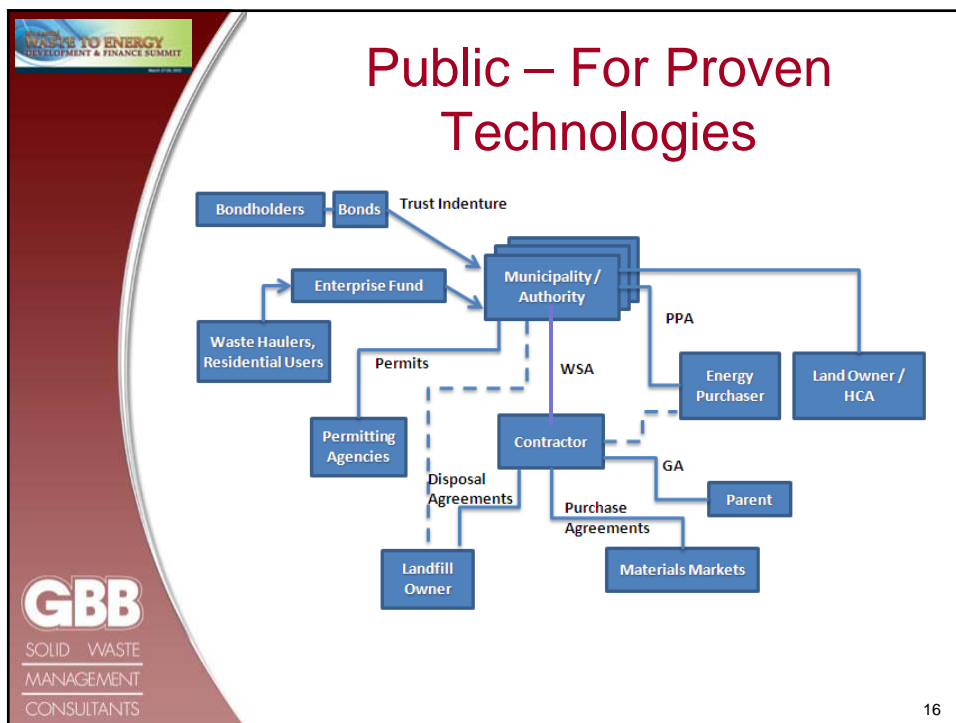 WASTE TO ENERGY
DEVELOPMENT & FINANCE SUMMIT
Public – For Proven
Technologies
Bondholders
Bonds
Trust Indenture
Enterprise Fund
Municipality /
Authority
Waste Haulers,
Residential Users
Permits
PPA
WSA
Energy
Purchaser
Land Owner /
HCA
Permitting
Agencies
Contractor
GA
Disposal
Agreements
Purchase
Agreements
Parent
Landfill
Owner
Materials Markets
GBB
SOLID WASTE
MANAGEMENT
CONSULTANTS
16